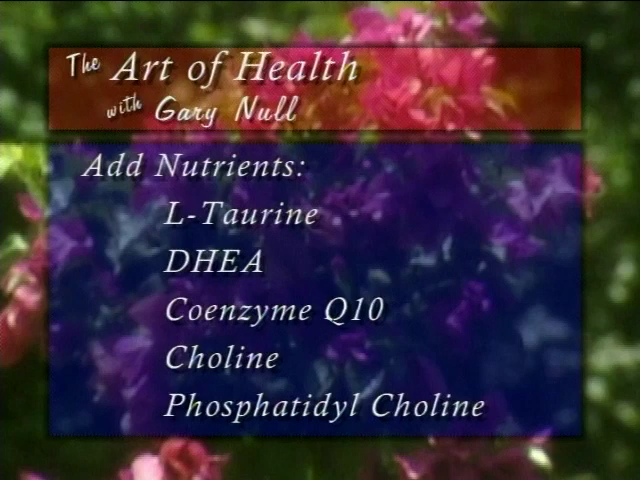 The Art of Health
with Gary Null
Add Nutrients:
L-Taurine
DHEA
Coenzyme Q10
Choline
Phosphatidyl Choline